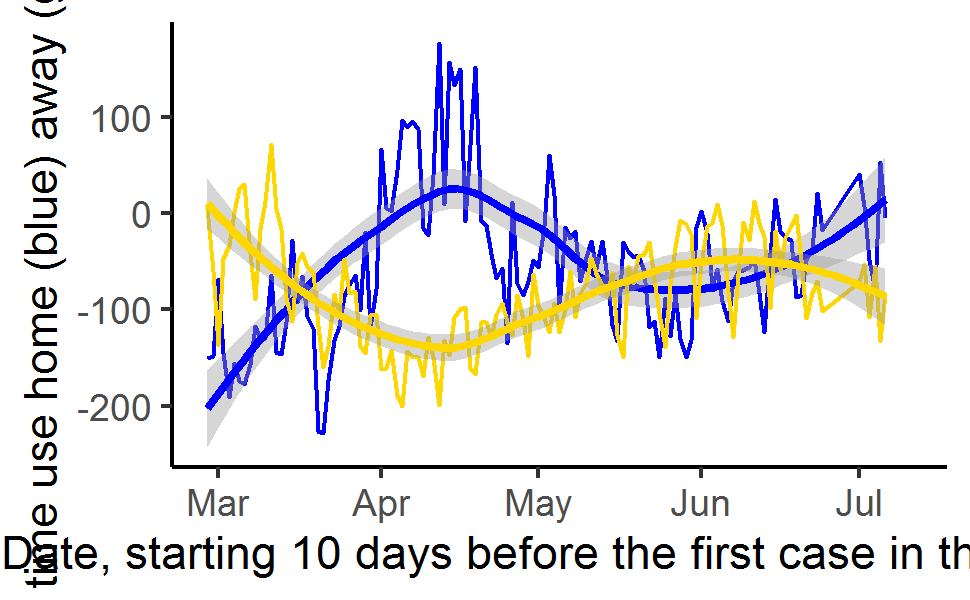 time use home (blue) away (
100
0
-100
-200
Mar Apr May Jun Jul
Date, starting 10 days before the first case in th